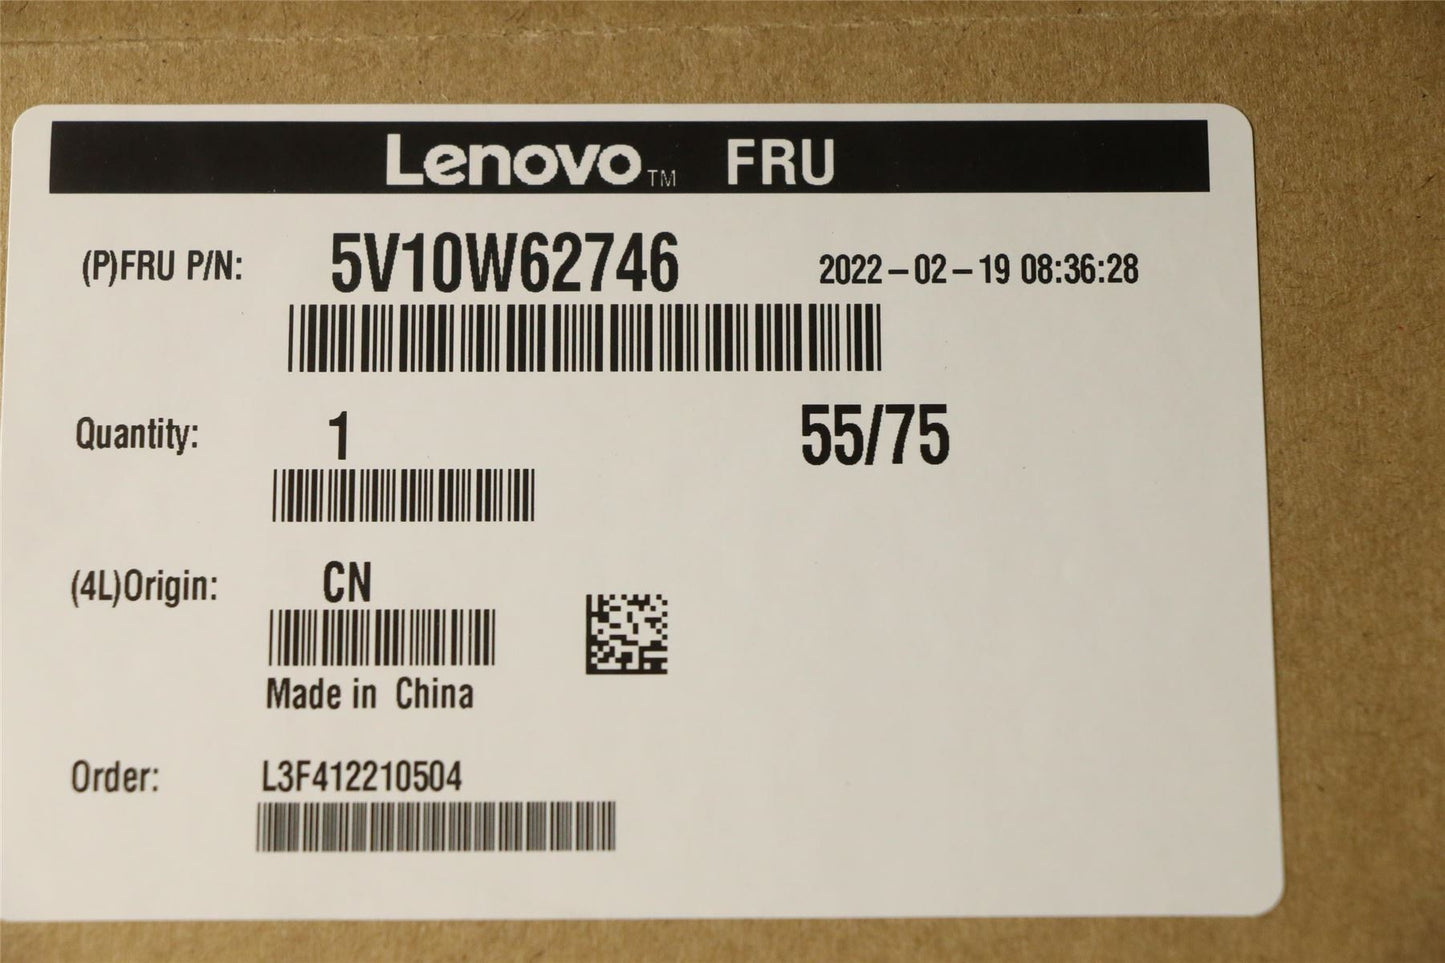 Lenovo™ FRU
(P)FRU P/N: 5V10W62746 2022-02-19 08:36:28
Quantity: 1 55/75
(4L)Origin: CN
Made in China
Order: L3F412210504